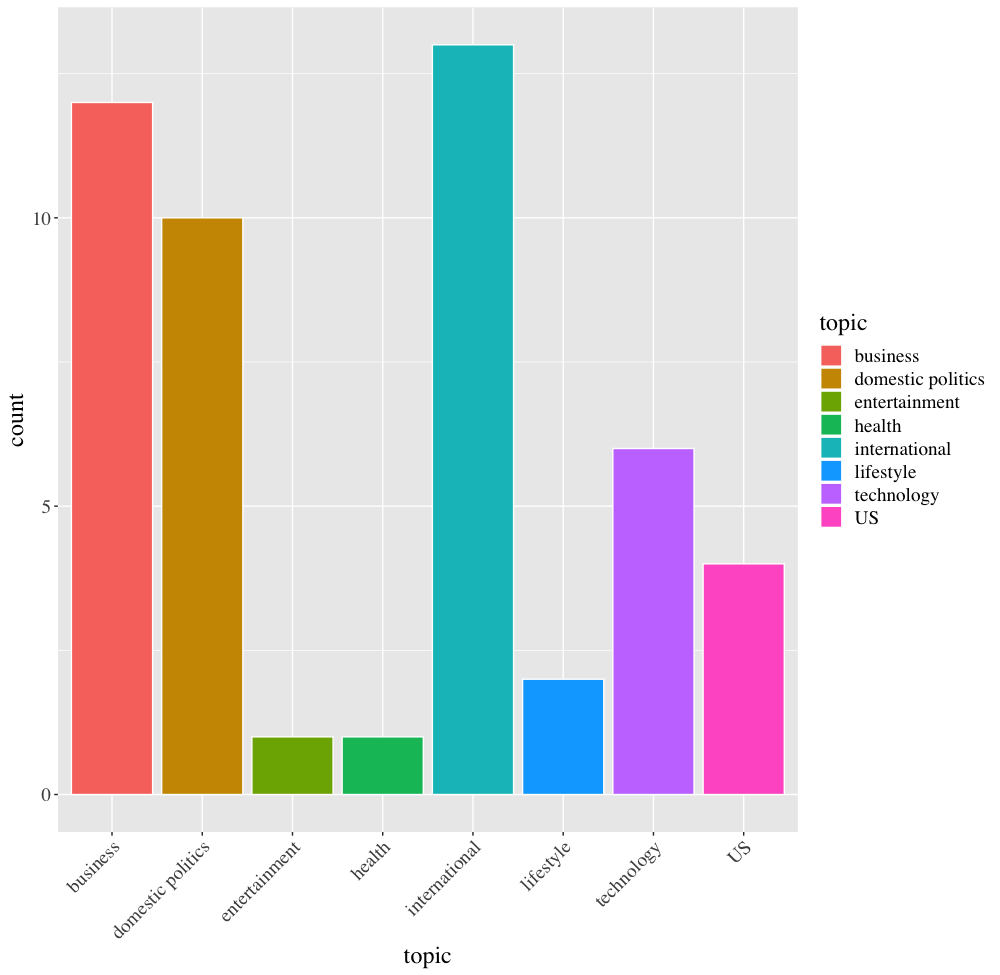 count
10
5
0
business
domestic politics
entertainment
health
international
lifestyle
technology
US
topic
topic
business
domestic politics
entertainment
health
international
lifestyle
technology
US